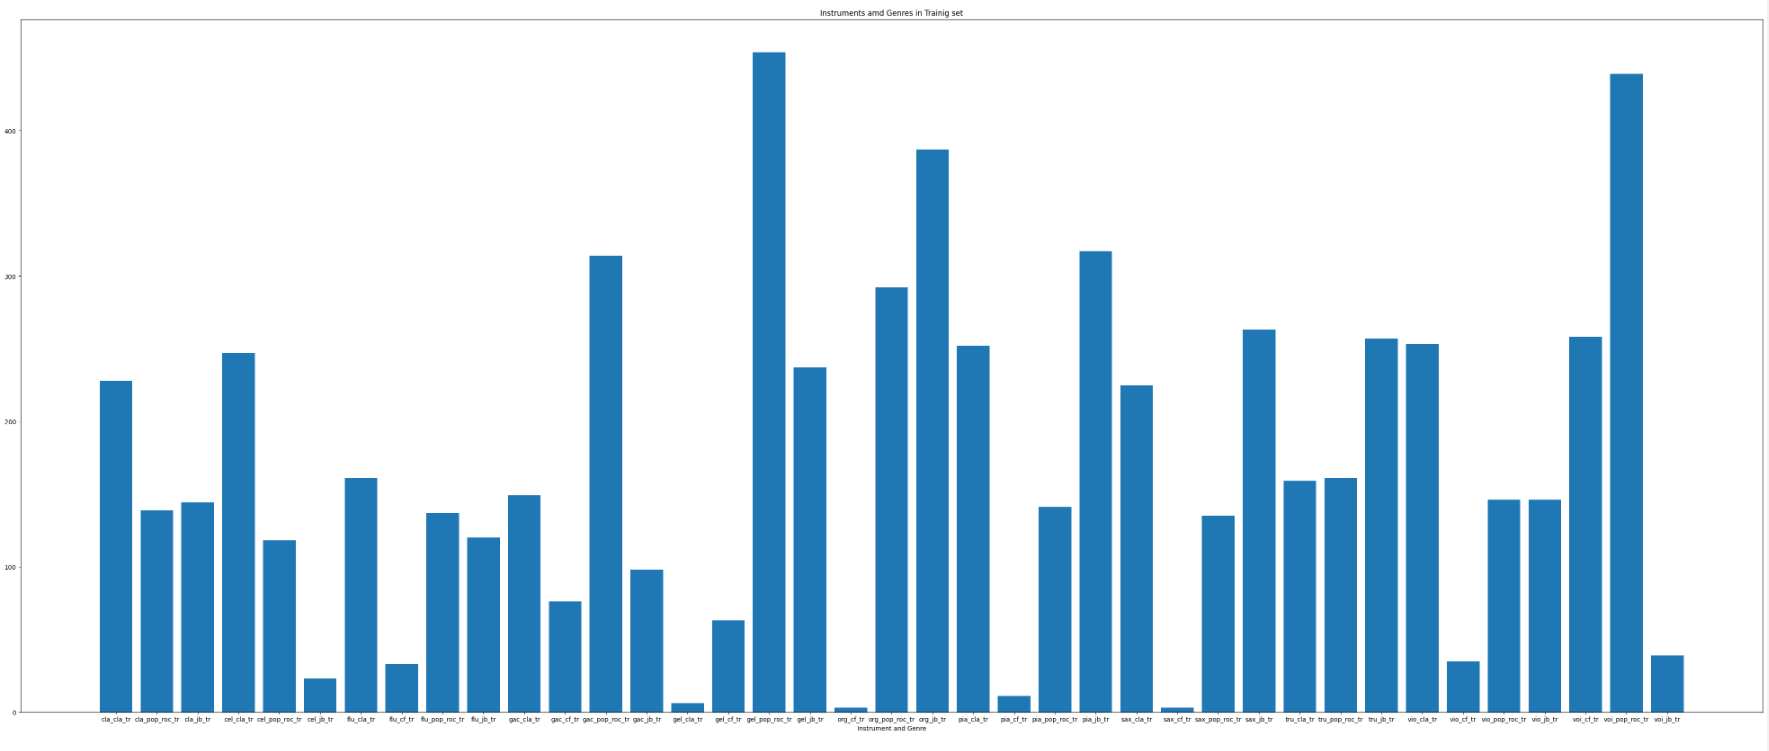 Instruments amd Genres in Trainig set
400
300
200
100
0
cla_cla_tr cla_pop_roc_tr cla_jb_tr cel_cla_tr cel_pop_roc_tr cel_jb_tr flu_cla_tr flu_cf_tr flu_pop_roc_tr flu_jb_tr gac_cla_tr gac_cf_tr gac_pop_roc_tr gac_jb_tr gel_cla_tr gel_cf_tr gel_pop_roc_tr gel_jb_tr org_cf_tr org_pop_roc_tr org_jb_tr pia_cla_tr pia_cf_tr pia_pop_roc_tr pia_jb_tr sax_cla_tr sax_cf_tr sax_pop_roc_tr sax_jb_tr tru_cla_tr tru_pop_roc_tr tru_jb_tr vio_cla_tr vio_cf_tr vio_pop_roc_tr vio_jb_tr voi_cf_tr voi_pop_roc_tr voi_jb_tr
Instrument and Genre